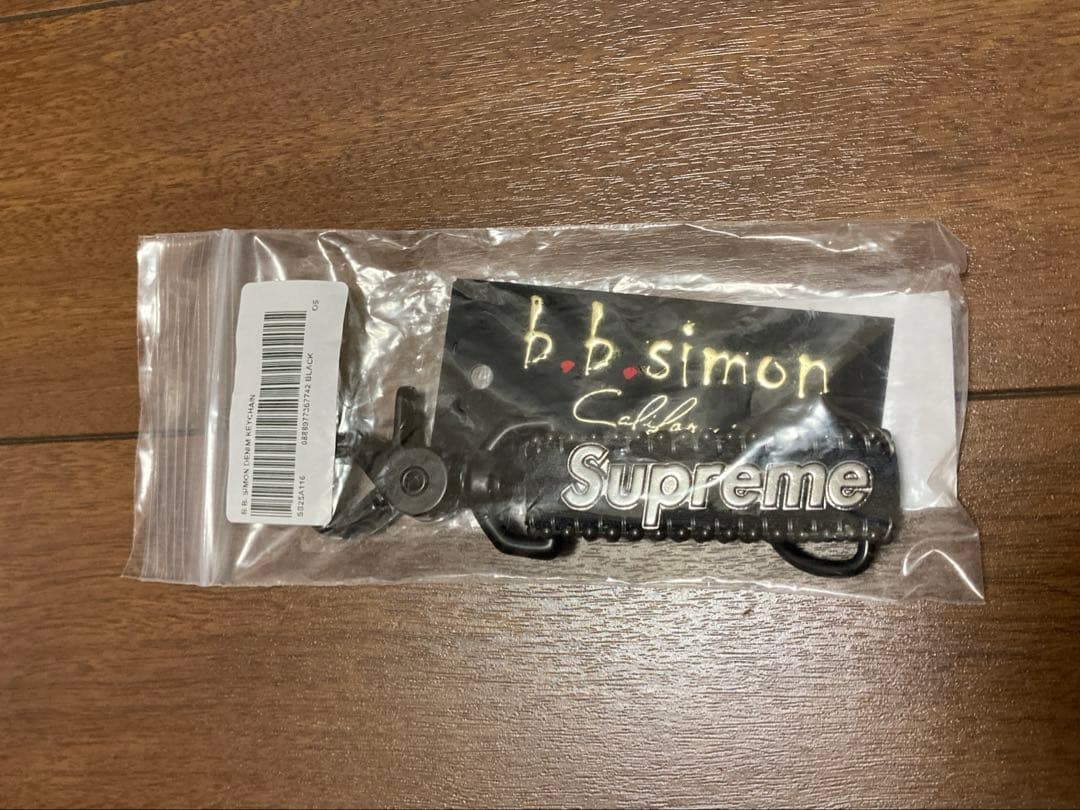 B.B. SIMON DENIM KEYCHAIN
OS
SS25A116
BLACK
b.b.simon
Supreme